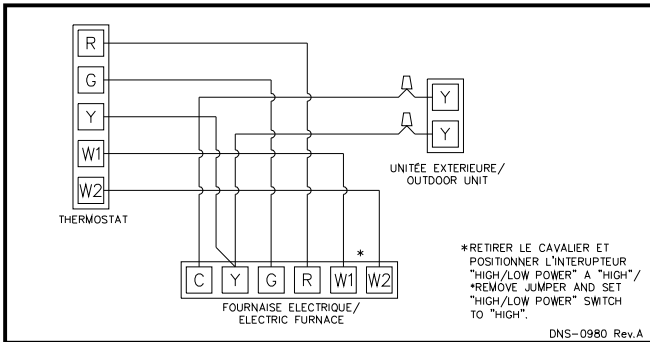 R
G
Y
W1
W2
THERMOSTAT
Y
Y
UNITÉE EXTERIEURE/
OUTDOOR UNIT
*
C Y G R W1 W2
FOURNAISE ELECTRIQUE/
ELECTRIC FURNACE
*RETIRER LE CAVALIER ET
POSITIONNER L'INTERUPTEUR
"HIGH/LOW POWER" A "HIGH"/
*REMOVE JUMPER AND SET
"HIGH/LOW POWER" SWITCH
TO "HIGH".
DNS-0980 Rev.A